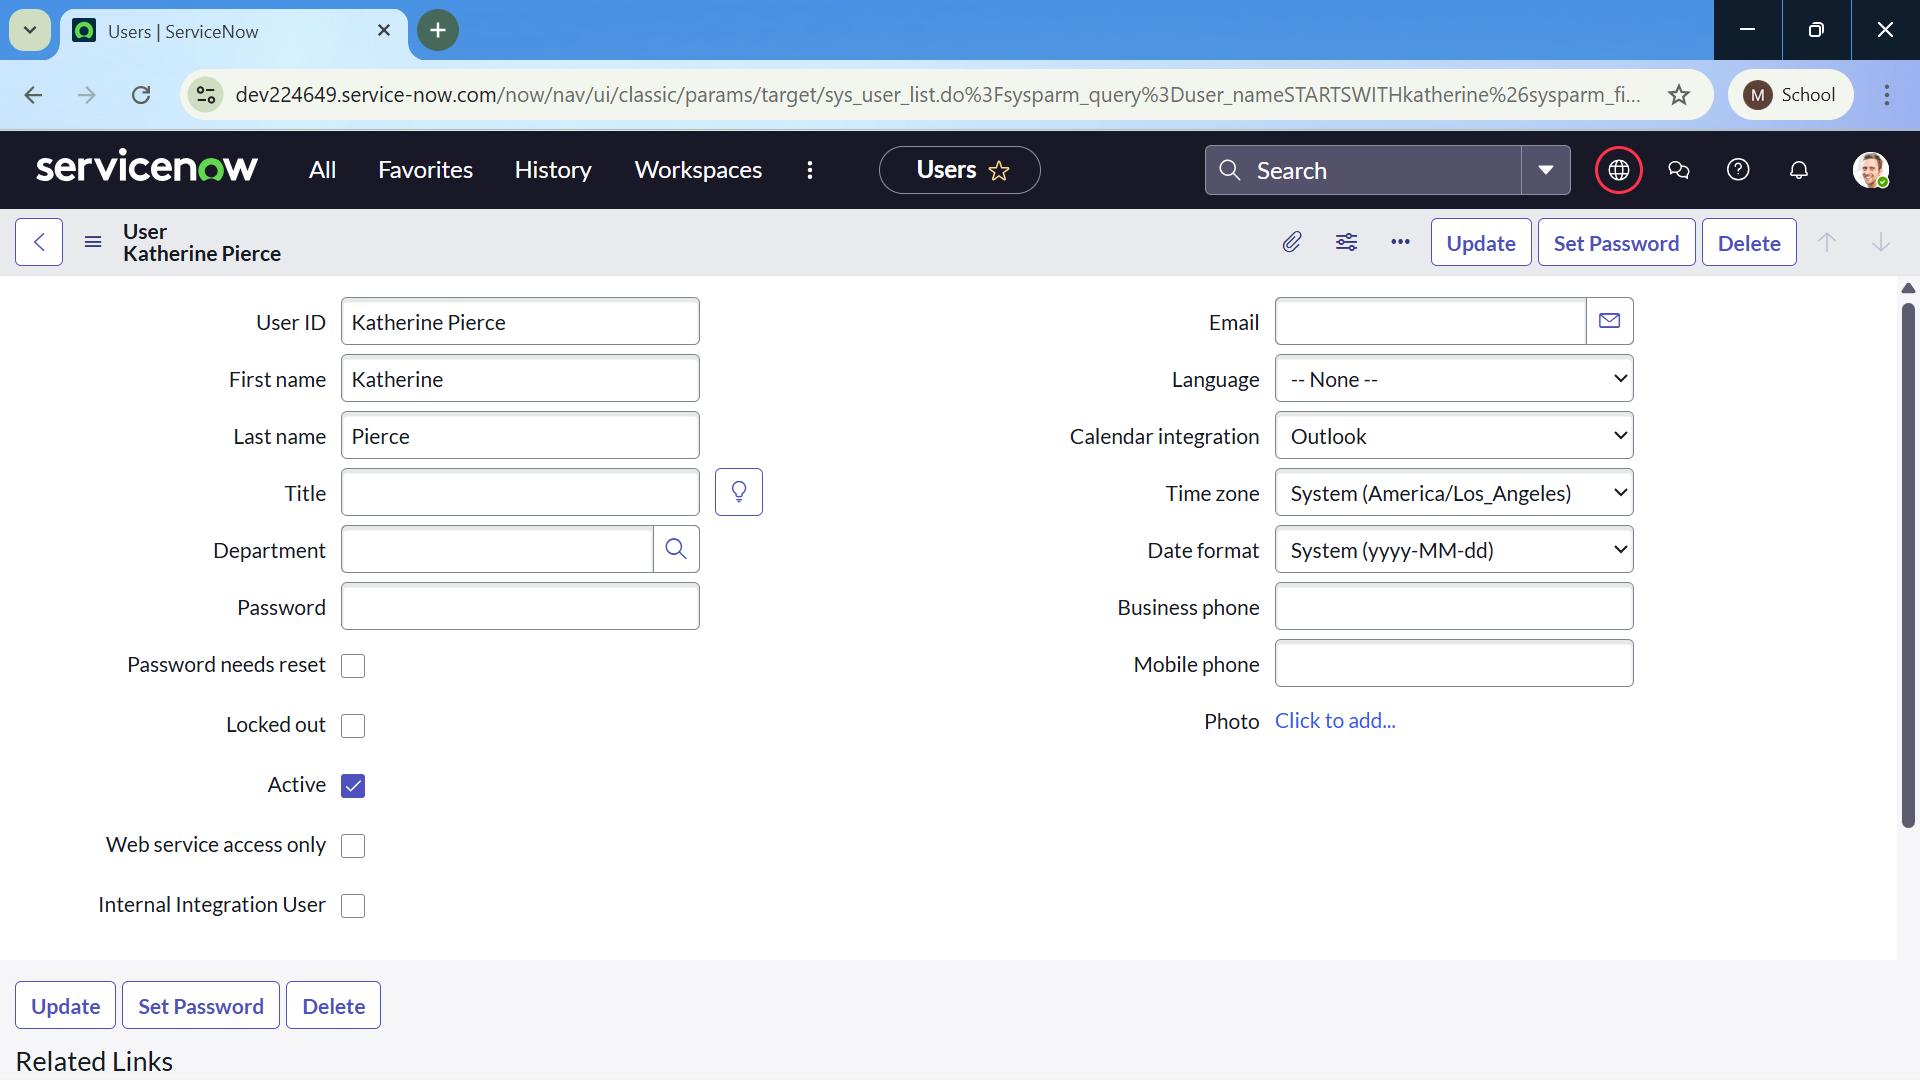 Users | ServiceNow
dev224649.service-now.com/now/nav/ui/classic/params/target/sys_user_list.do%3Fsysparm_query%3Duser_nameSTARTSWITHkatherine%26sysparm_fi...
M School
servicenow All Favorites History Workspaces Users Search
User
Katherine Pierce
Update Set Password Delete
User ID Katherine Pierce
First name Katherine
Last name Pierce
Title
Department
Password
Password needs reset
Locked out
Active
Web service access only
Internal Integration User
Email
Language -- None --
Calendar integration Outlook
Time zone System (America/Los_Angeles)
Date format System (yyyy-MM-dd)
Business phone
Mobile phone
Photo Click to add...
Update Set Password Delete
Related Links